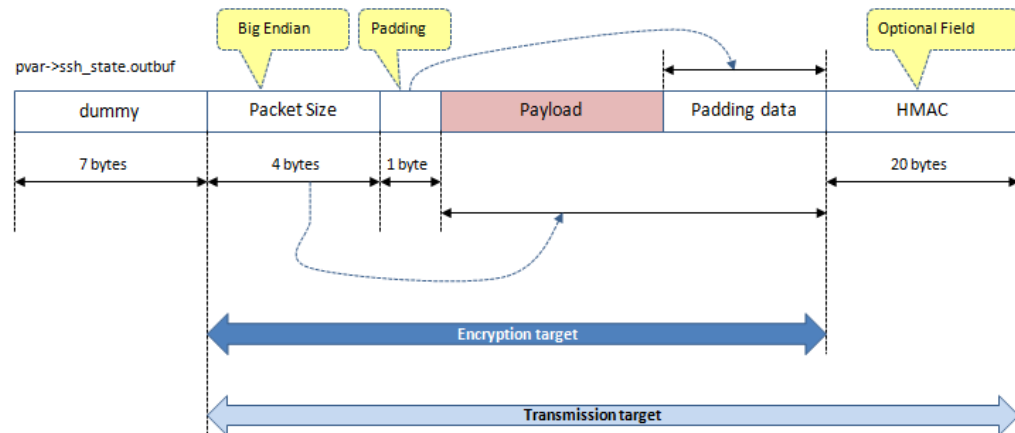 Big Endian
Padding
Optional Field
pvar->ssh_state.outbuf
dummy
Packet Size
Payload
Padding data
HMAC
7 bytes
4 bytes
1 byte
20 bytes
Encryption target
Transmission target